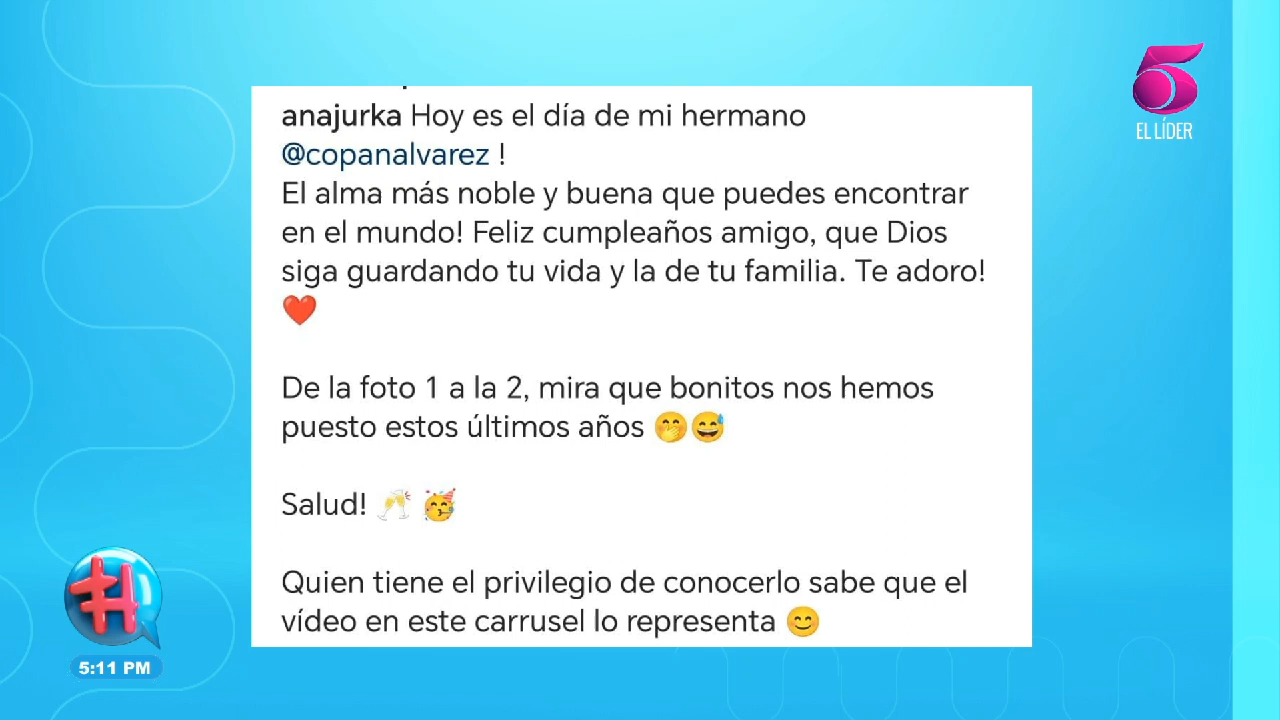 5
EL LÍDER
anajurka Hoy es el día de mi hermano
@copanalvarez !
El alma más noble y buena que puedes encontrar
en el mundo! Feliz cumpleaños amigo, que Dios
siga guardando tu vida y la de tu familia. Te adoro!
❤️
De la foto 1 a la 2, mira que bonitos nos hemos
puesto estos últimos años 🤭😅
Salud! 🥂 🥳
Quien tiene el privilegio de conocerlo sabe que el
vídeo en este carrusel lo representa 😊
5:11 PM